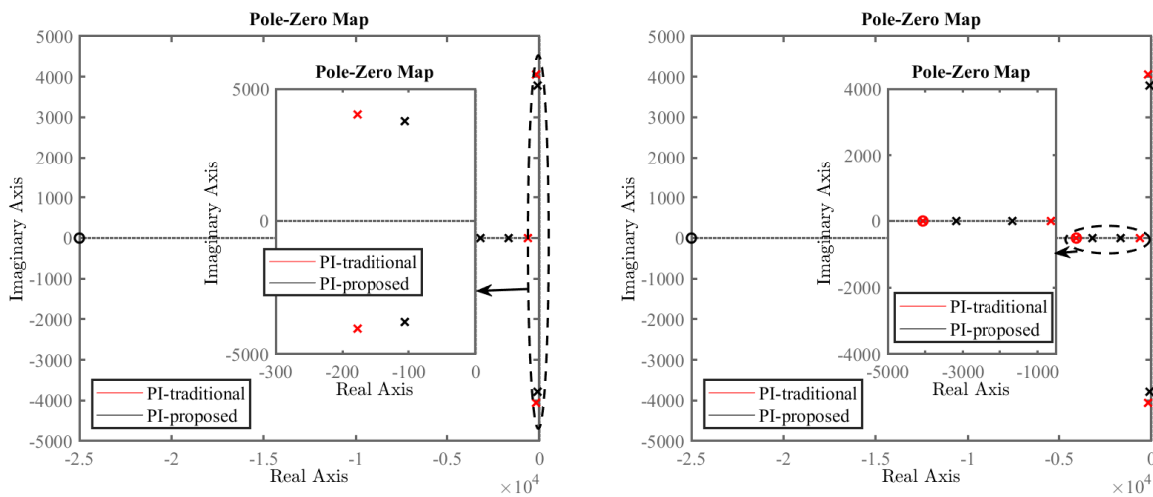 Pole-Zero Map
5000
4000
3000
2000
1000
0
-1000
-2000
-3000
-4000
-5000
Imaginary Axis
-2.5
-2
-1.5
-1
-0.5
0
Real Axis
×10⁴
Pole-Zero Map
5000
0
-5000
Imaginary Axis
-300
-200
-100
0
Real Axis
PI-traditional
PI-proposed
PI-traditional
PI-proposed
Pole-Zero Map
5000
4000
3000
2000
1000
0
-1000
-2000
-3000
-4000
-5000
Imaginary Axis
-2.5
-2
-1.5
-1
-0.5
0
Real Axis
×10⁴
Pole-Zero Map
4000
2000
0
-2000
-4000
Imaginary Axis
-5000
-3000
-1000
Real Axis
PI-traditional
PI-proposed
PI-traditional
PI-proposed